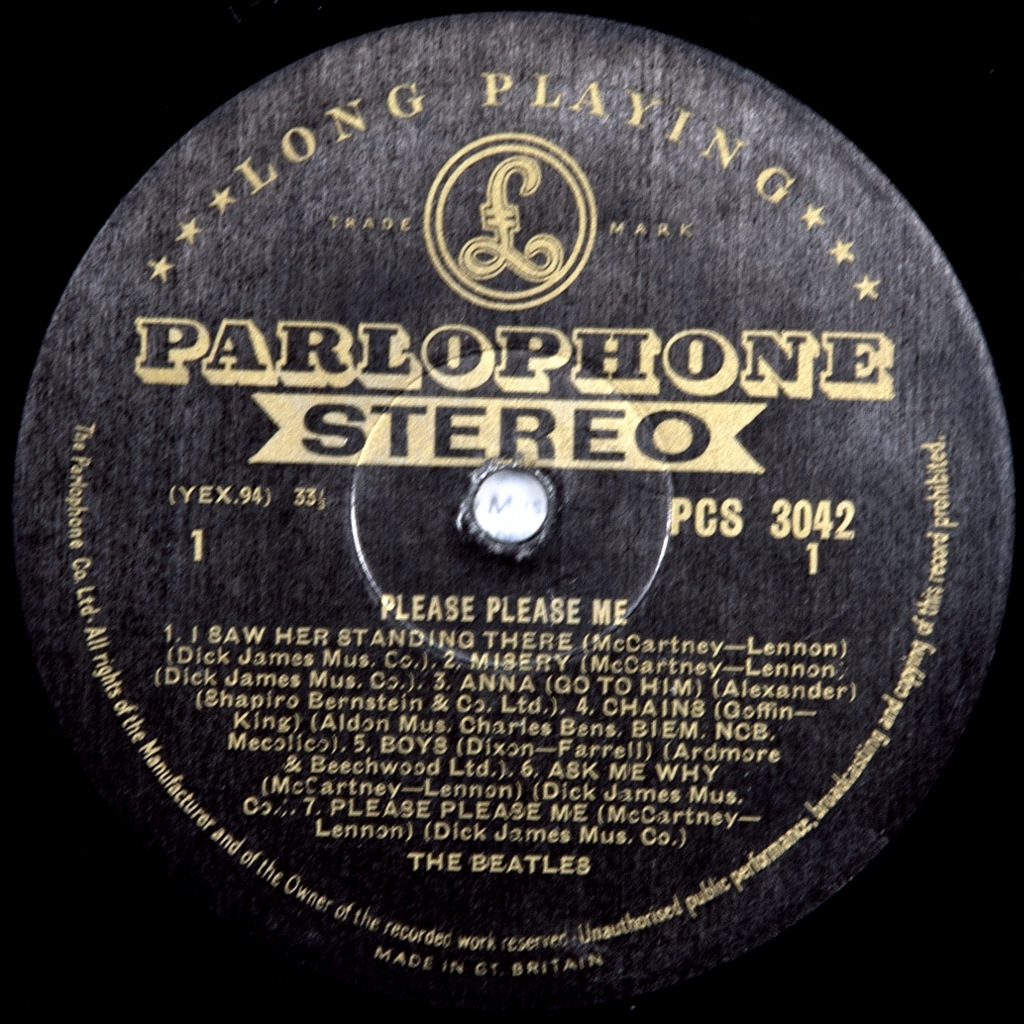 ★★★LONG PLAYING★★★
£
TRADE MARK
PARLOPHONE
STEREO
(YEX.94) 33⅓
PCS 3042
1
1
PLEASE PLEASE ME
1. I SAW HER STANDING THERE (McCartney—Lennon)
(Dick James Mus. Co.). 2. MISERY (McCartney—Lennon)
(Dick James Mus. Co.). 3. ANNA (GO TO HIM) (Alexander)
(Shapiro Bernstein & Co. Ltd.). 4. CHAINS (Goffin—
King) (Aldon Mus. Charles Bens. BIEM. NCB.
Mecolico). 5. BOYS (Dixon—Farrell) (Ardmore
& Beechwood Ltd.). 6. ASK ME WHY
(McCartney—Lennon) (Dick James Mus.
Co.). 7. PLEASE PLEASE ME (McCartney—
Lennon) (Dick James Mus. Co.)
THE BEATLES
The Parlophone Co. Ltd · All rights of the Manufacturer and of the Owner of the recorded work reserved · Unauthorised public performance, broadcasting and copying of this record prohibited.
MADE IN GT. BRITAIN